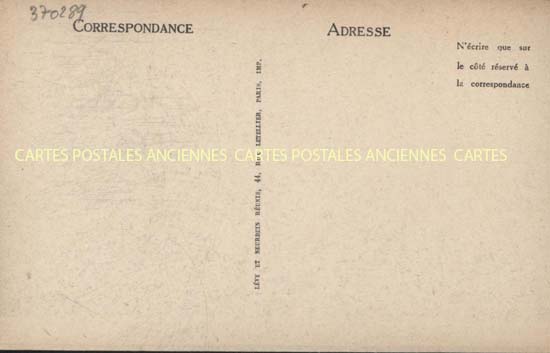 370289
CORRESPONDANCE
ADRESSE
N'écrire que sur
le côté réservé à
la correspondance
LÉVY ET NEURDEIN RÉUNIS, 44, LETELLIER, PARIS, IMP.
CARTES POSTALES ANCIENNES CARTES POSTALES ANCIENNES CARTES